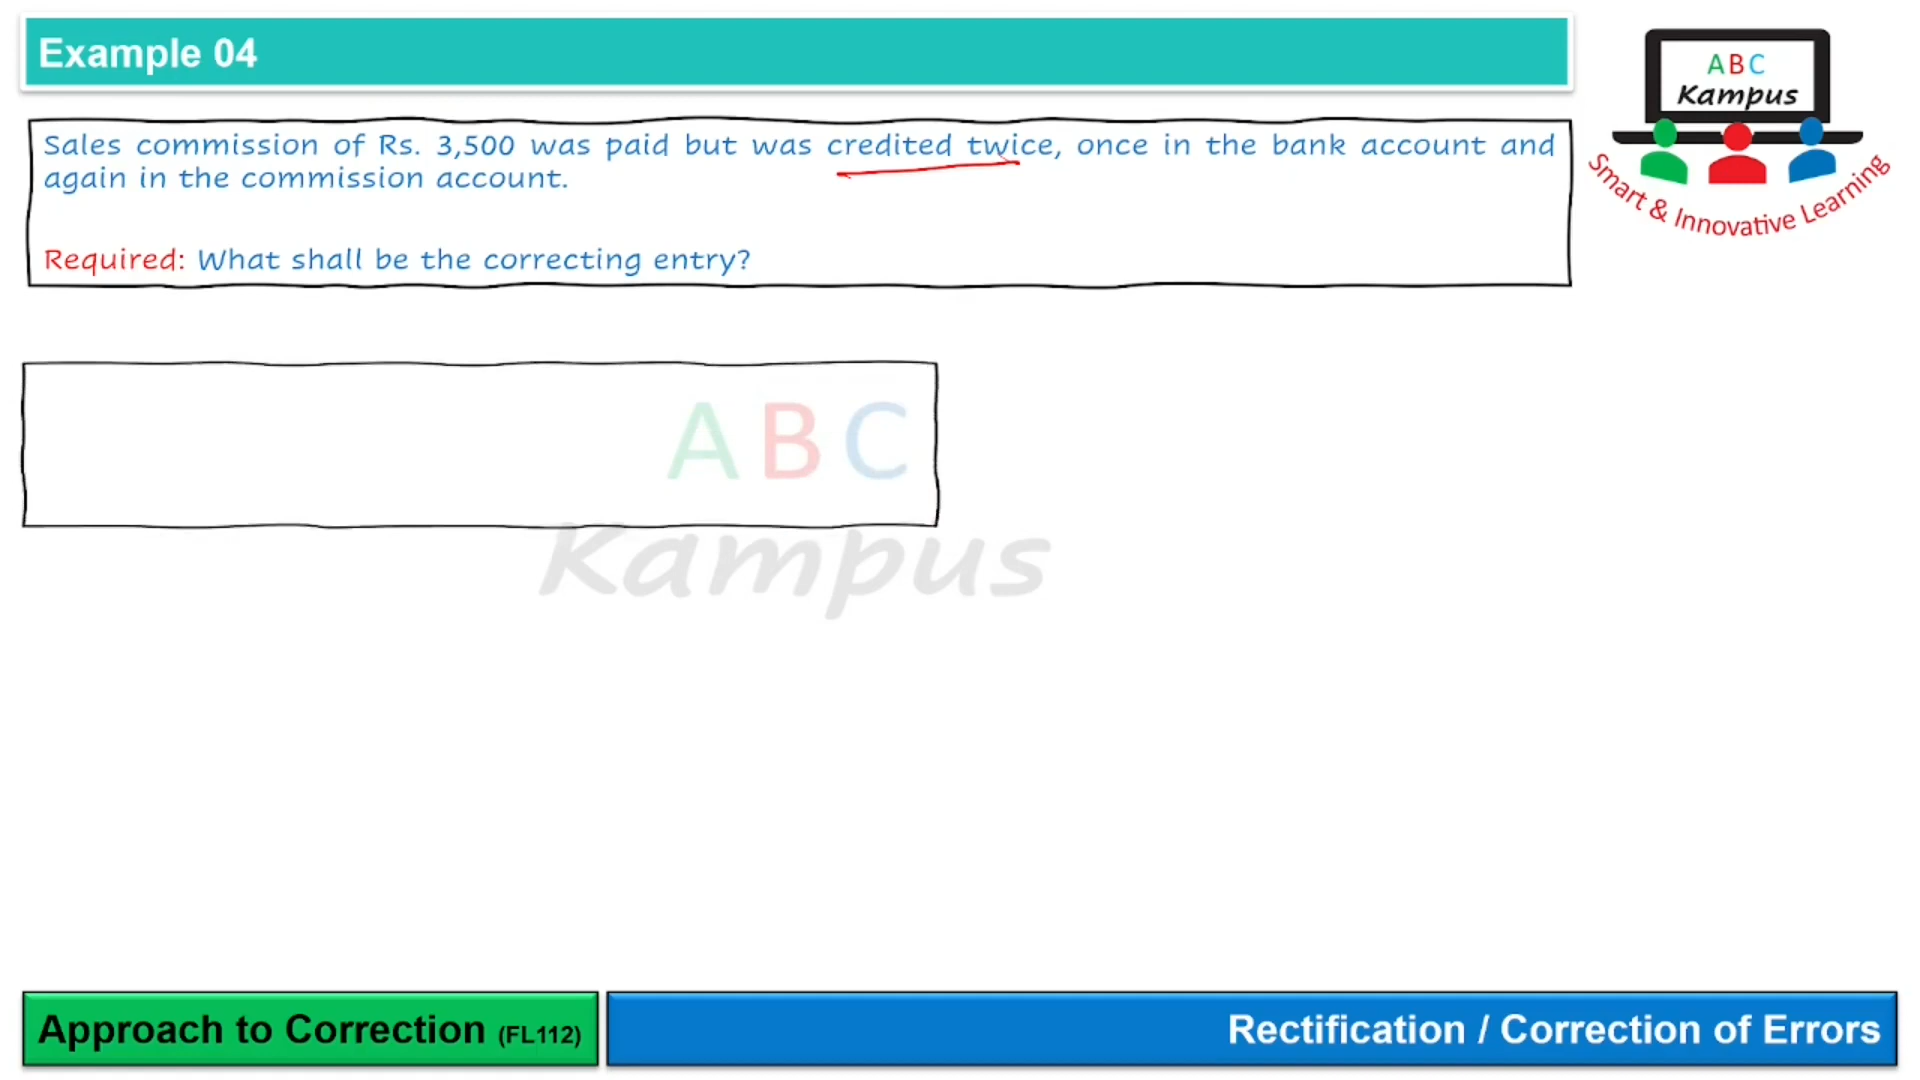 Example 04
A B C
Kampus
Smart & Innovative Learning
Sales commission of Rs. 3,500 was paid but was credited twice, once in the bank account and
again in the commission account.
Required: What shall be the correcting entry?
A B C
Kampus
Approach to Correction (FL112)
Rectification / Correction of Errors